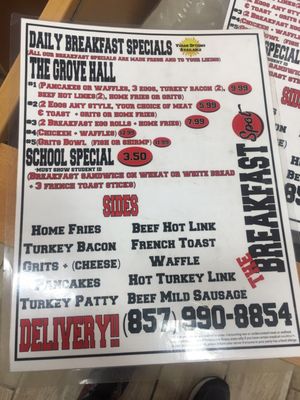 DAILY BREAKFAST SPECIALS
Vegan Options
Available
(ALL OUR BREAKFAST SPECIALS ARE MADE FRESH AND TO YOUR LIKING)
THE GROVE HALL
#1 (PANCAKES OR WAFFLE, 3 EGGS, TURKEY BACON (2), 9.99
BEEF HOT LINKS(2), HOME FRIES OR GRITS)
#2 (2 EGGS ANY STYLE, YOUR CHOICE OF MEAT 5.99
& TOAST + GRITS OR HOME FRIES)
#3 (2 BREAKFAST EGG ROLLS + HOME FRIES) 7.99
#4 (CHICKEN + WAFFLES)
#5 (GRITS BOWL (FISH OR SHRIMP)
SCHOOL SPECIAL 3.50
-MUST SHOW STUDENT ID
(BREAKFAST SANDWICH ON WHEAT OR WHITE BREAD
+ 3 FRENCH TOAST STICKS)
SIDES
HOME FRIES BEEF HOT LINK
TURKEY BACON FRENCH TOAST
GRITS + (CHEESE) WAFFLE
PANCAKES HOT TURKEY LINK
TURKEY PATTY BEEF MILD SAUSAGE
THE BREAKFAST Spot
DELIVERY!! (857) 990-8854